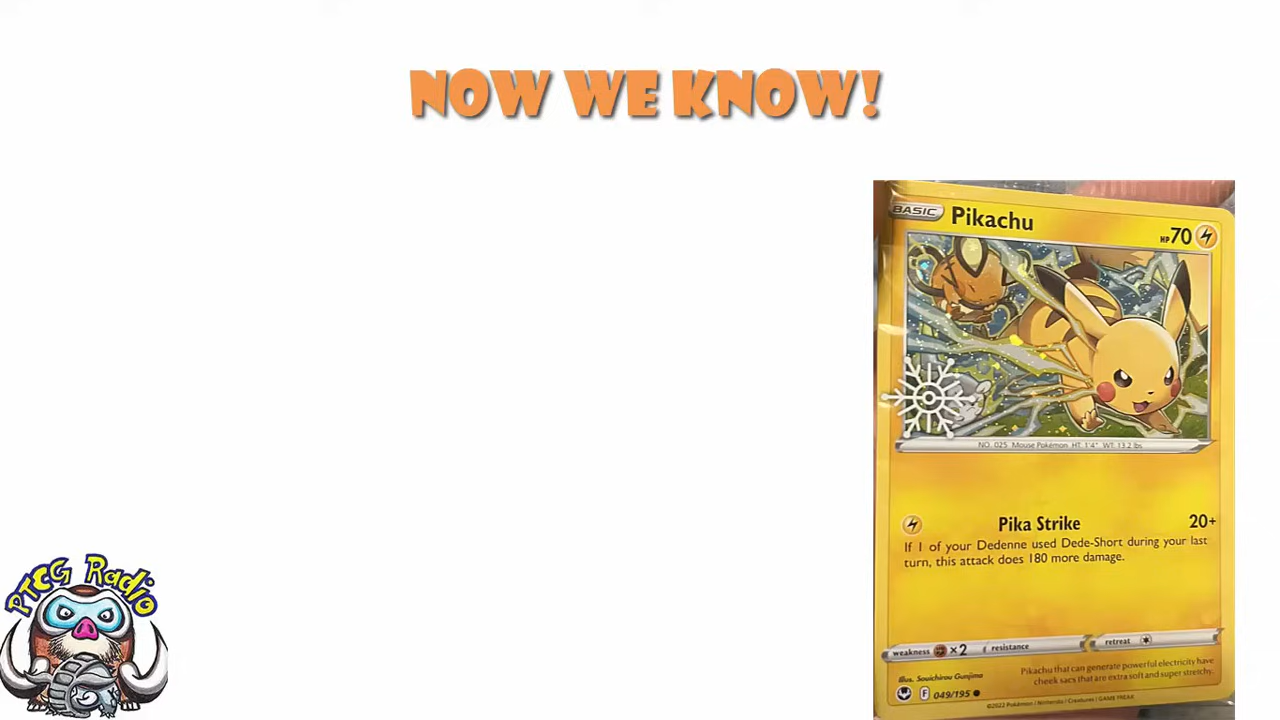 NOW WE KNOW!
BASIC Pikachu HP 70
NO. 025 Mouse Pokémon HT: 1'4" WT: 13.2 lbs
Pika Strike 20+
If 1 of your Dedenne used Dede-Short during your last
turn, this attack does 180 more damage.
weakness ×2 resistance retreat
Illus. Souichirou Gunjima
Pikachu that can generate powerful electricity have
cheek sacs that are extra soft and super stretchy.
F 049/195
©2022 Pokémon / Nintendo / Creatures / GAME FREAK
PTCG Radio